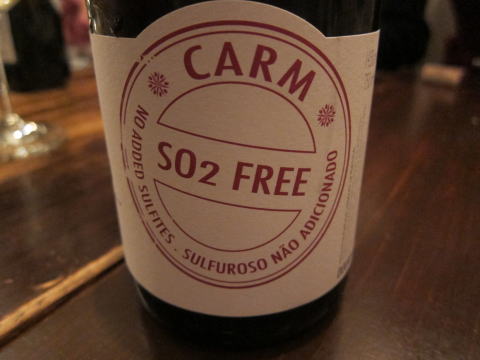 CARM
SO2 FREE
NO ADDED SULFITES - SULFUROSO NÃO ADICIONADO